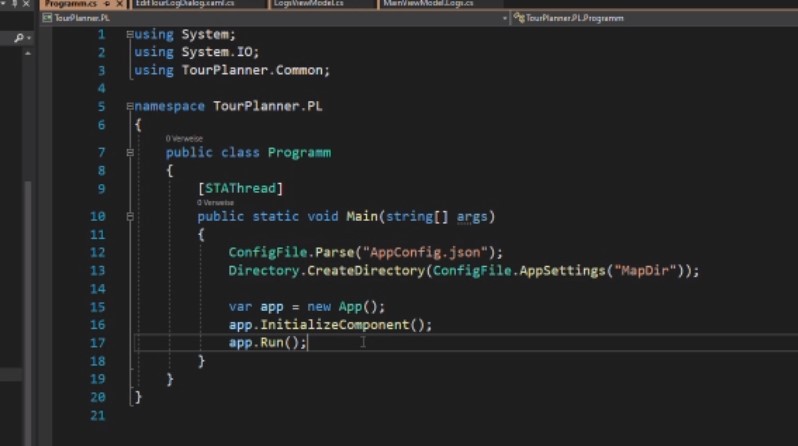 Programm.cs
EditTourLogDialog.xaml.cs
LogsViewModel.cs
MainViewModel.Logs.cs
TourPlanner.PL
TourPlanner.PL.Programm
1 using System;
2 using System.IO;
3 using TourPlanner.Common;
4
5 namespace TourPlanner.PL
6 {
0 Verweise
7 public class Programm
8 {
9 [STAThread]
0 Verweise
10 public static void Main(string[] args)
11 {
12 ConfigFile.Parse("AppConfig.json");
13 Directory.CreateDirectory(ConfigFile.AppSettings("MapDir"));
14
15 var app = new App();
16 app.InitializeComponent();
17 app.Run();
18 }
19 }
20 }
21